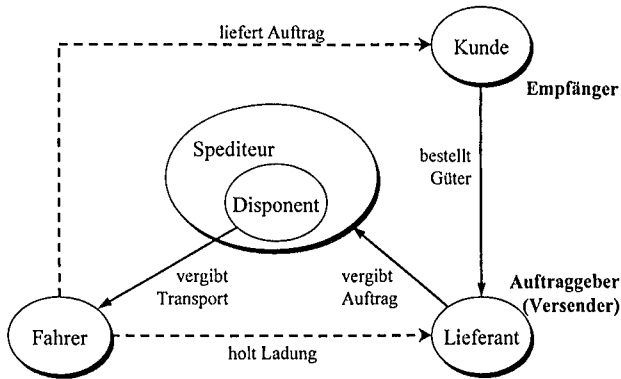 liefert Auftrag
Kunde
Empfänger
Spediteur
bestellt
Güter
Disponent
vergibt
Transport
vergibt
Auftrag
Auftraggeber
(Versender)
Fahrer
Lieferant
holt Ladung